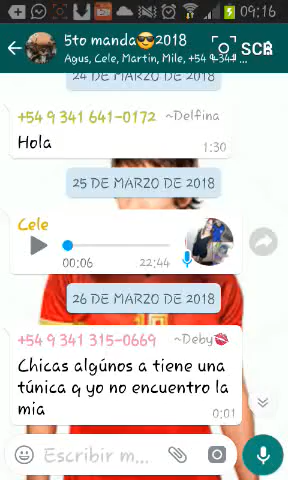 09:16
5to manda😎2018
SCR
Agus, Cele, Martin, Mile, +54 9 341 ...
24 DE MARZO DE 2018
+54 9 341 641-0172 ~Delfina
Hola
1:30
25 DE MARZO DE 2018
Cele
00:06 22:44
26 DE MARZO DE 2018
+54 9 341 315-0669 ~Deby💋
Chicas algúnos a tiene una
túnica q yo no encuentro la
mia
0:01
Escribir m...